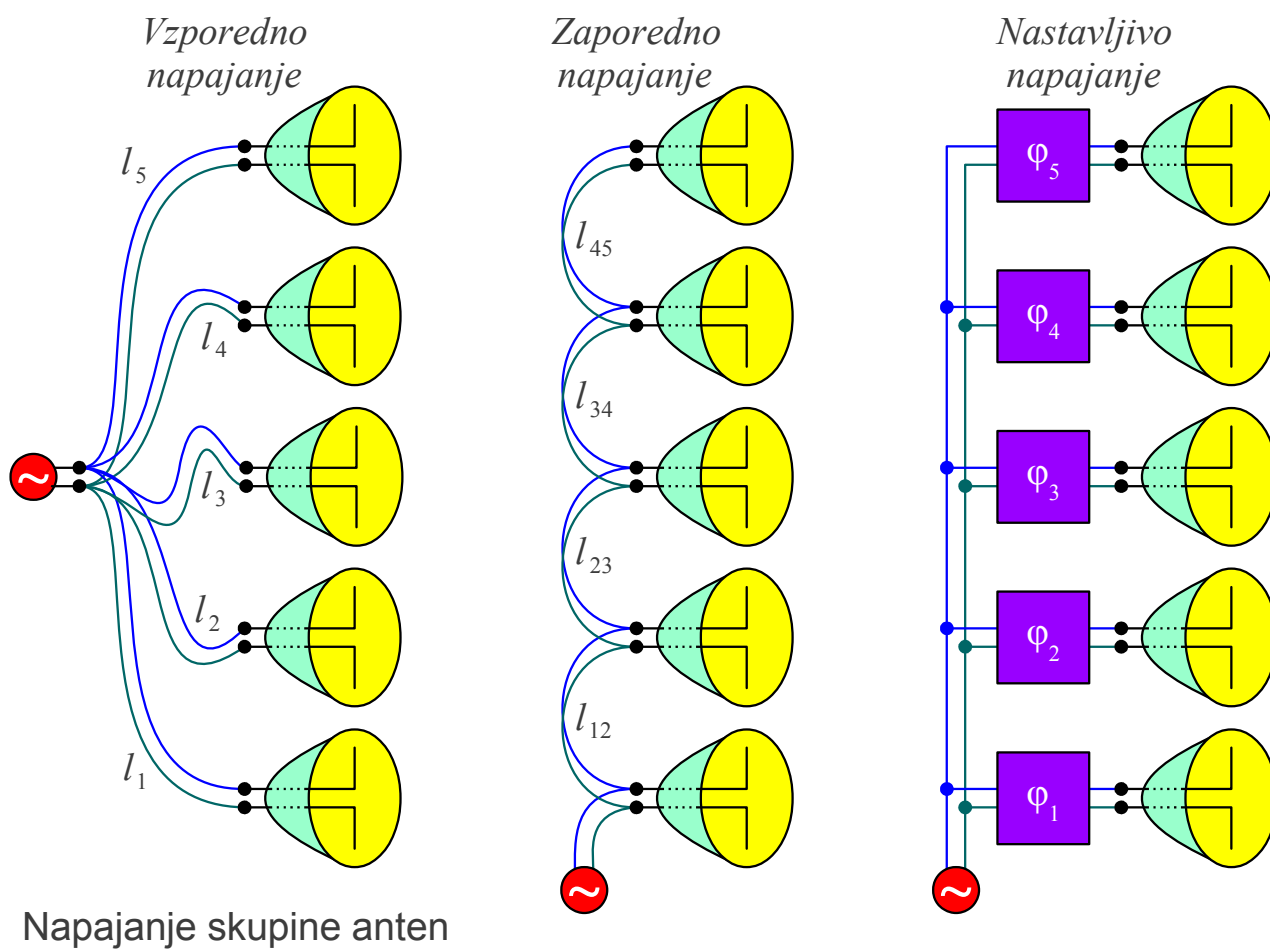 Vzporedno
napajanje
l5
l4
l3
l2
l1
Zaporedno
napajanje
l45
l34
l23
l12
Nastavljivo
napajanje
φ5
φ4
φ3
φ2
φ1
~
~
~
Napajanje skupine anten